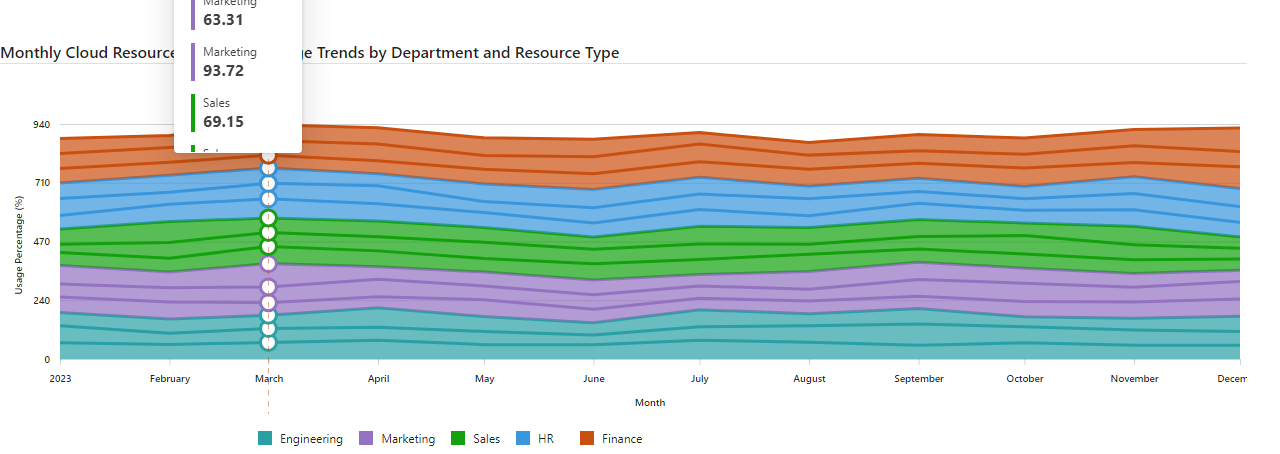 Marketing
63.31
Marketing
93.72
Sales
69.15
Monthly Cloud Resource ge Trends by Department and Resource Type
940
710
470
240
0
Usage Percentage (%)
2023 February March April May June July August September October November Decem
Month
Engineering Marketing Sales HR Finance